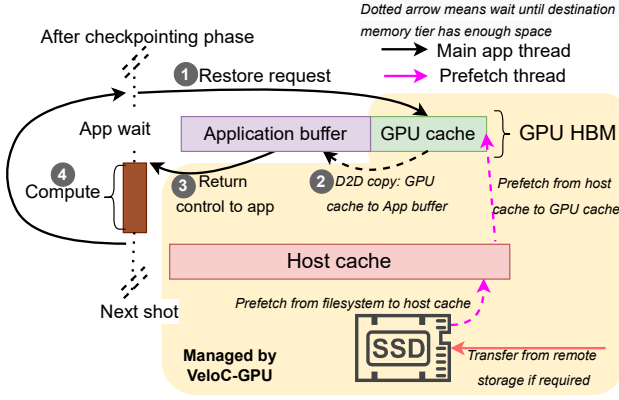 Dotted arrow means wait until destination
memory tier has enough space
After checkpointing phase
Main app thread
Prefetch thread
1 Restore request
App wait
Application buffer
GPU cache
GPU HBM
4
Compute
3 Return
control to app
2 D2D copy: GPU
cache to App buffer
Prefetch from host
cache to GPU cache
Host cache
Next shot
Prefetch from filesystem to host cache
SSD
Managed by
VeloC-GPU
Transfer from remote
storage if required